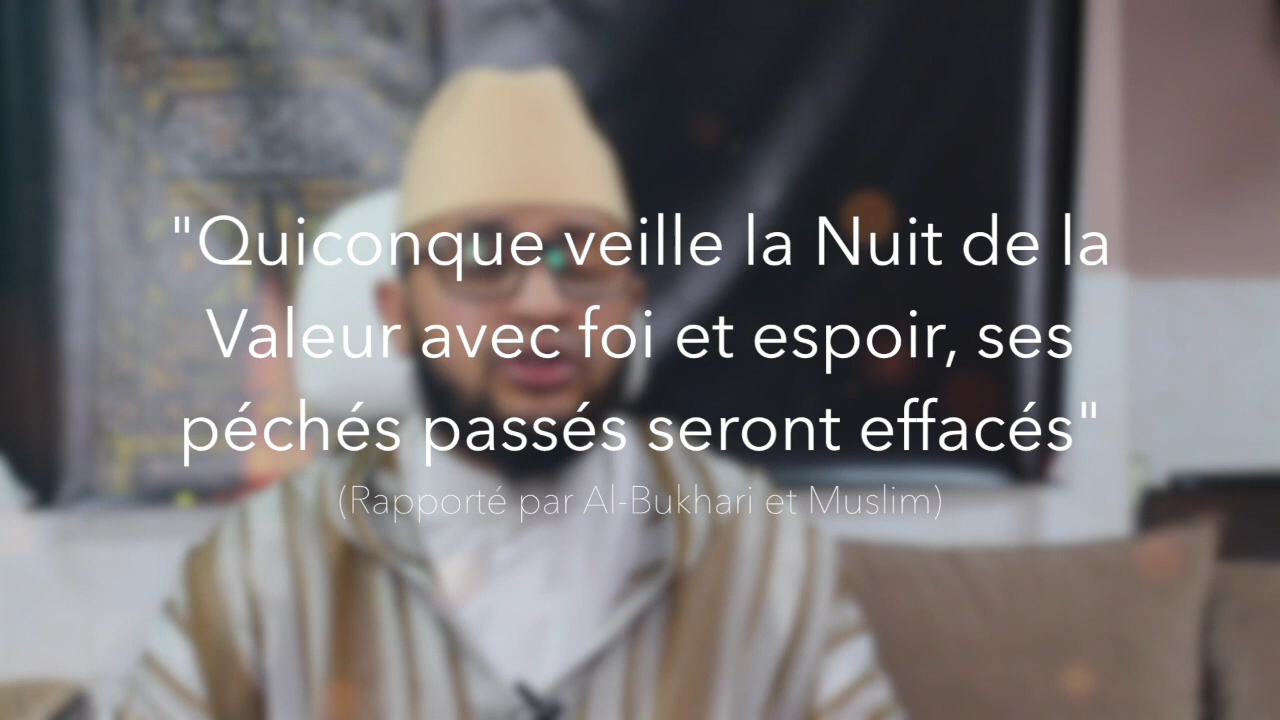 "Quiconque veille la Nuit de la
Valeur avec foi et espoir, ses
péchés passés seront effacés"
(Rapporté par Al-Bukhari et Muslim)